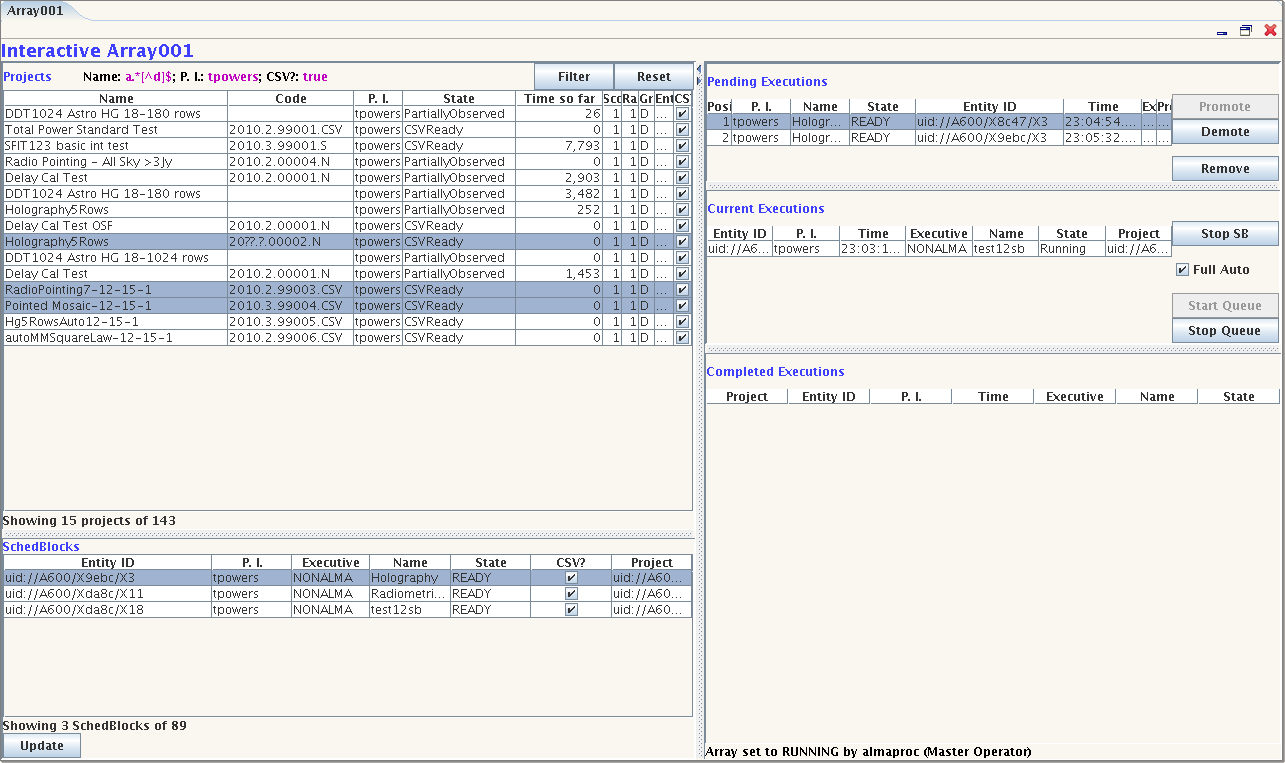 Array001
Interactive Array001
Projects Name: a.*[^d]$; P. I.: tpowers; CSV?: true Filter Reset
Name Code P. I. State Time so far Sco Ra Gr Ent CS
DDT1024 Astro HG 18-180 rows tpowers PartiallyObserved 26 1 1 D ...
Total Power Standard Test 2010.2.99001.CSV tpowers CSVReady 0 1 1 D ...
SFIT123 basic int test 2010.3.99001.S tpowers CSVReady 7,793 1 1 D ...
Radio Pointing - All Sky >3Jy 2010.2.00004.N tpowers PartiallyObserved 0 1 1 D ...
Delay Cal Test 2010.2.00001.N tpowers CSVReady 2,903 1 1 D ...
DDT1024 Astro HG 18-180 rows tpowers PartiallyObserved 3,482 1 1 D ...
Holography5Rows tpowers PartiallyObserved 252 1 1 D ...
Delay Cal Test OSF 2010.2.00001.N tpowers CSVReady 0 1 1 D ...
Holography5Rows 20??.?.00002.N tpowers CSVReady 0 1 1 D ...
DDT1024 Astro HG 18-1024 rows tpowers PartiallyObserved 0 1 1 D ...
Delay Cal Test 2010.2.00001.N tpowers PartiallyObserved 1,453 1 1 D ...
RadioPointing7-12-15-1 2010.2.99003.CSV tpowers CSVReady 0 1 1 D ...
Pointed Mosaic-12-15-1 2010.3.99004.CSV tpowers CSVReady 0 1 1 D ...
Hg5RowsAuto12-15-1 2010.3.99005.CSV tpowers CSVReady 0 1 1 D ...
autoMMSquareLaw-12-15-1 2010.2.99006.CSV tpowers CSVReady 0 1 1 D ...
Showing 15 projects of 143
SchedBlocks
Entity ID P. I. Executive Name State CSV? Project
uid://A600/X9ebc/X3 tpowers NONALMA Holography READY uid://A60...
uid://A600/Xda8c/X11 tpowers NONALMA Radiometri... READY uid://A60...
uid://A600/Xda8c/X18 tpowers NONALMA test12sb READY uid://A60...
Showing 3 SchedBlocks of 89
Update
Pending Executions
Posi P. I. Name State Entity ID Time Ex Pr
1 tpowers Hologr... READY uid://A600/X8c47/X3 23:04:54.... ... ...
2 tpowers Hologr... READY uid://A600/X9ebc/X3 23:05:32.... ... ...
Promote
Demote
Remove
Current Executions
Entity ID P. I. Time Executive Name State Project
uid://A6... tpowers 23:03:1... NONALMA test12sb Running uid://A6...
Stop SB
Full Auto
Start Queue
Stop Queue
Completed Executions
Project Entity ID P. I. Time Executive Name State
Array set to RUNNING by almaproc (Master Operator)